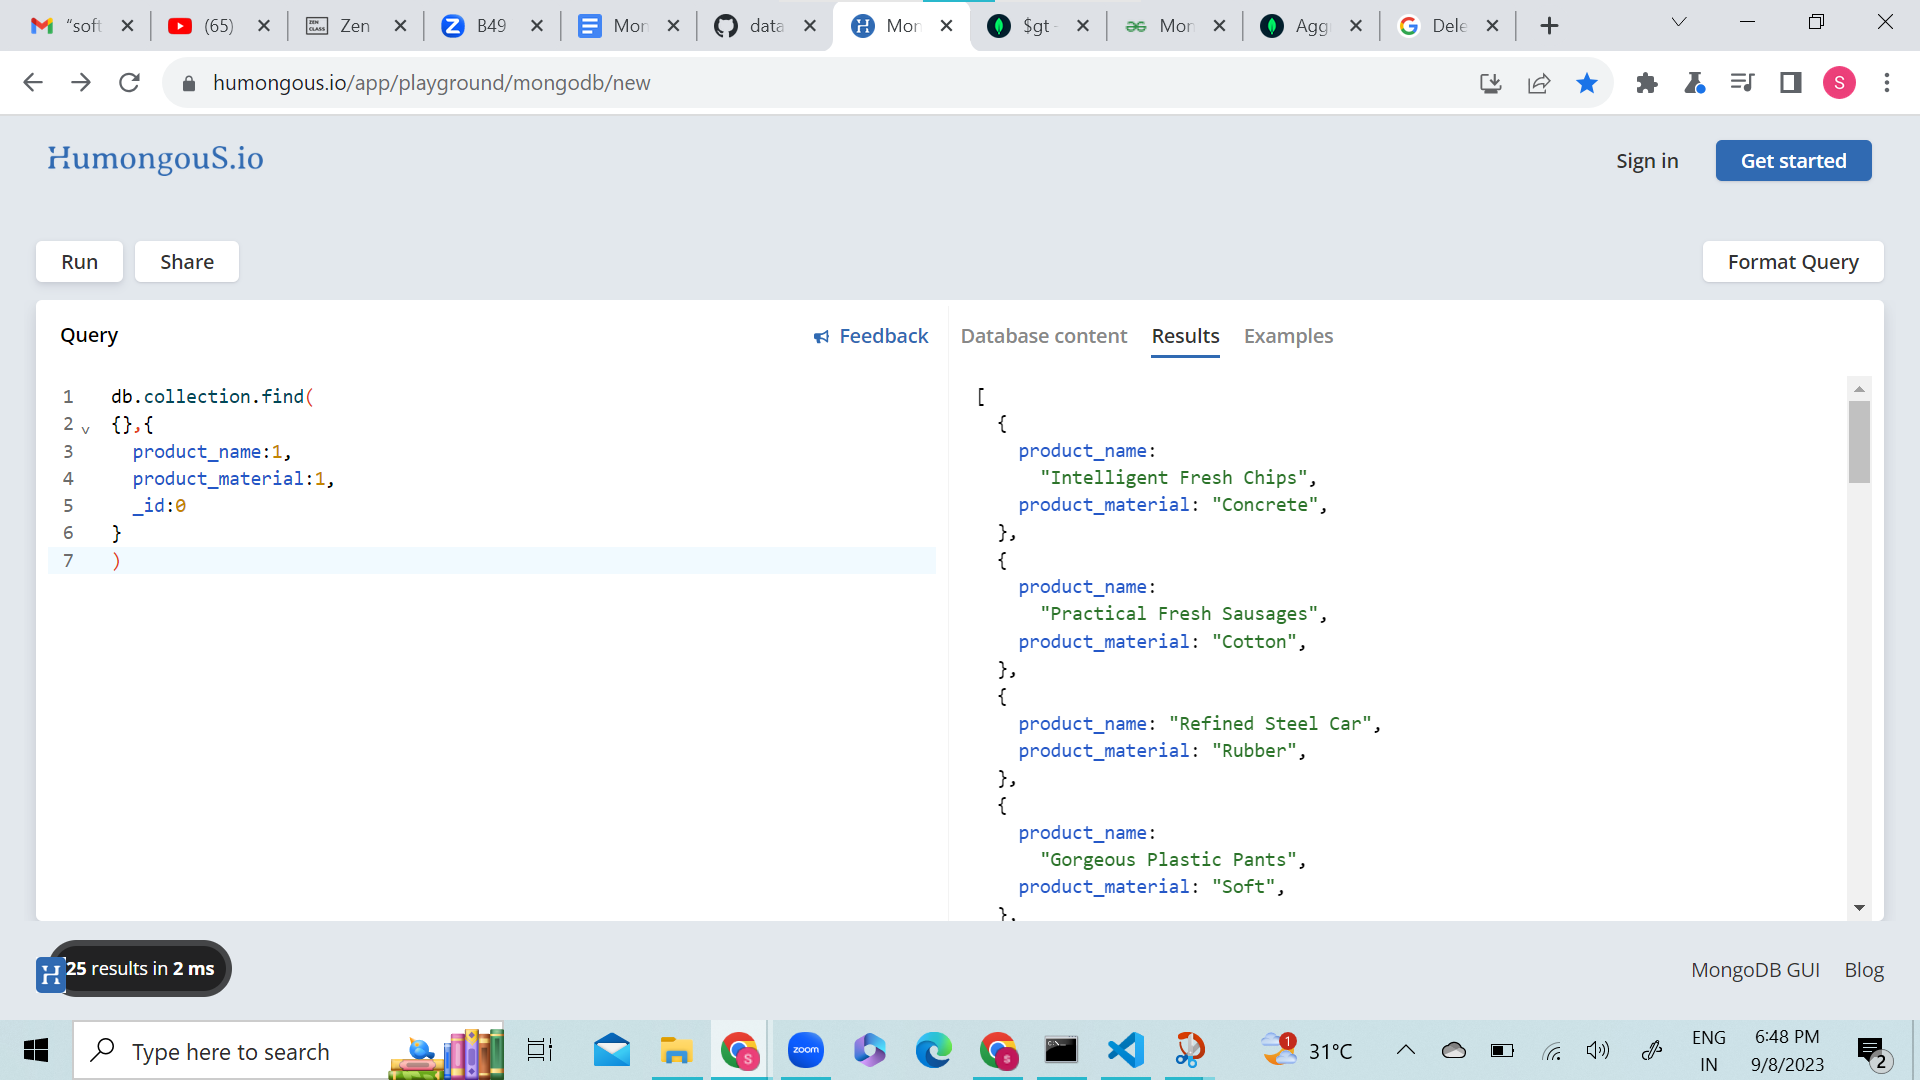 “soft
(65)
Zen
B49
Mon
data
Mon
$gt -
Mon
Aggr
Dele
humongous.io/app/playground/mongodb/new
S
HumongouS.io
Sign in
Get started
Run
Share
Format Query
Query
Feedback
Database content
Results
Examples
1 db.collection.find(
2 {},{
3 product_name:1,
4 product_material:1,
5 _id:0
6 }
7 )
[
{
product_name:
"Intelligent Fresh Chips",
product_material: "Concrete",
},
{
product_name:
"Practical Fresh Sausages",
product_material: "Cotton",
},
{
product_name: "Refined Steel Car",
product_material: "Rubber",
},
{
product_name:
"Gorgeous Plastic Pants",
product_material: "Soft",
},
H
25 results in 2 ms
MongoDB GUI
Blog
Type here to search
S
zoom
S
C:\
1
31°C
ENG
IN
6:48 PM
9/8/2023
2